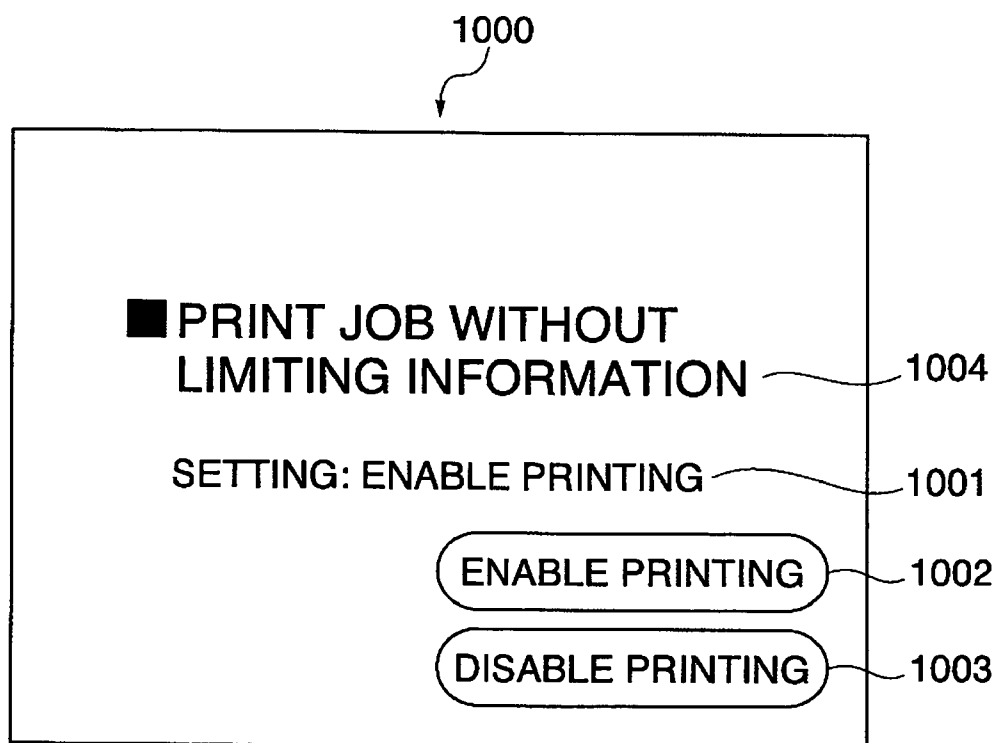 1000
■ PRINT JOB WITHOUT
LIMITING INFORMATION
1004
SETTING: ENABLE PRINTING
1001
ENABLE PRINTING
1002
DISABLE PRINTING
1003